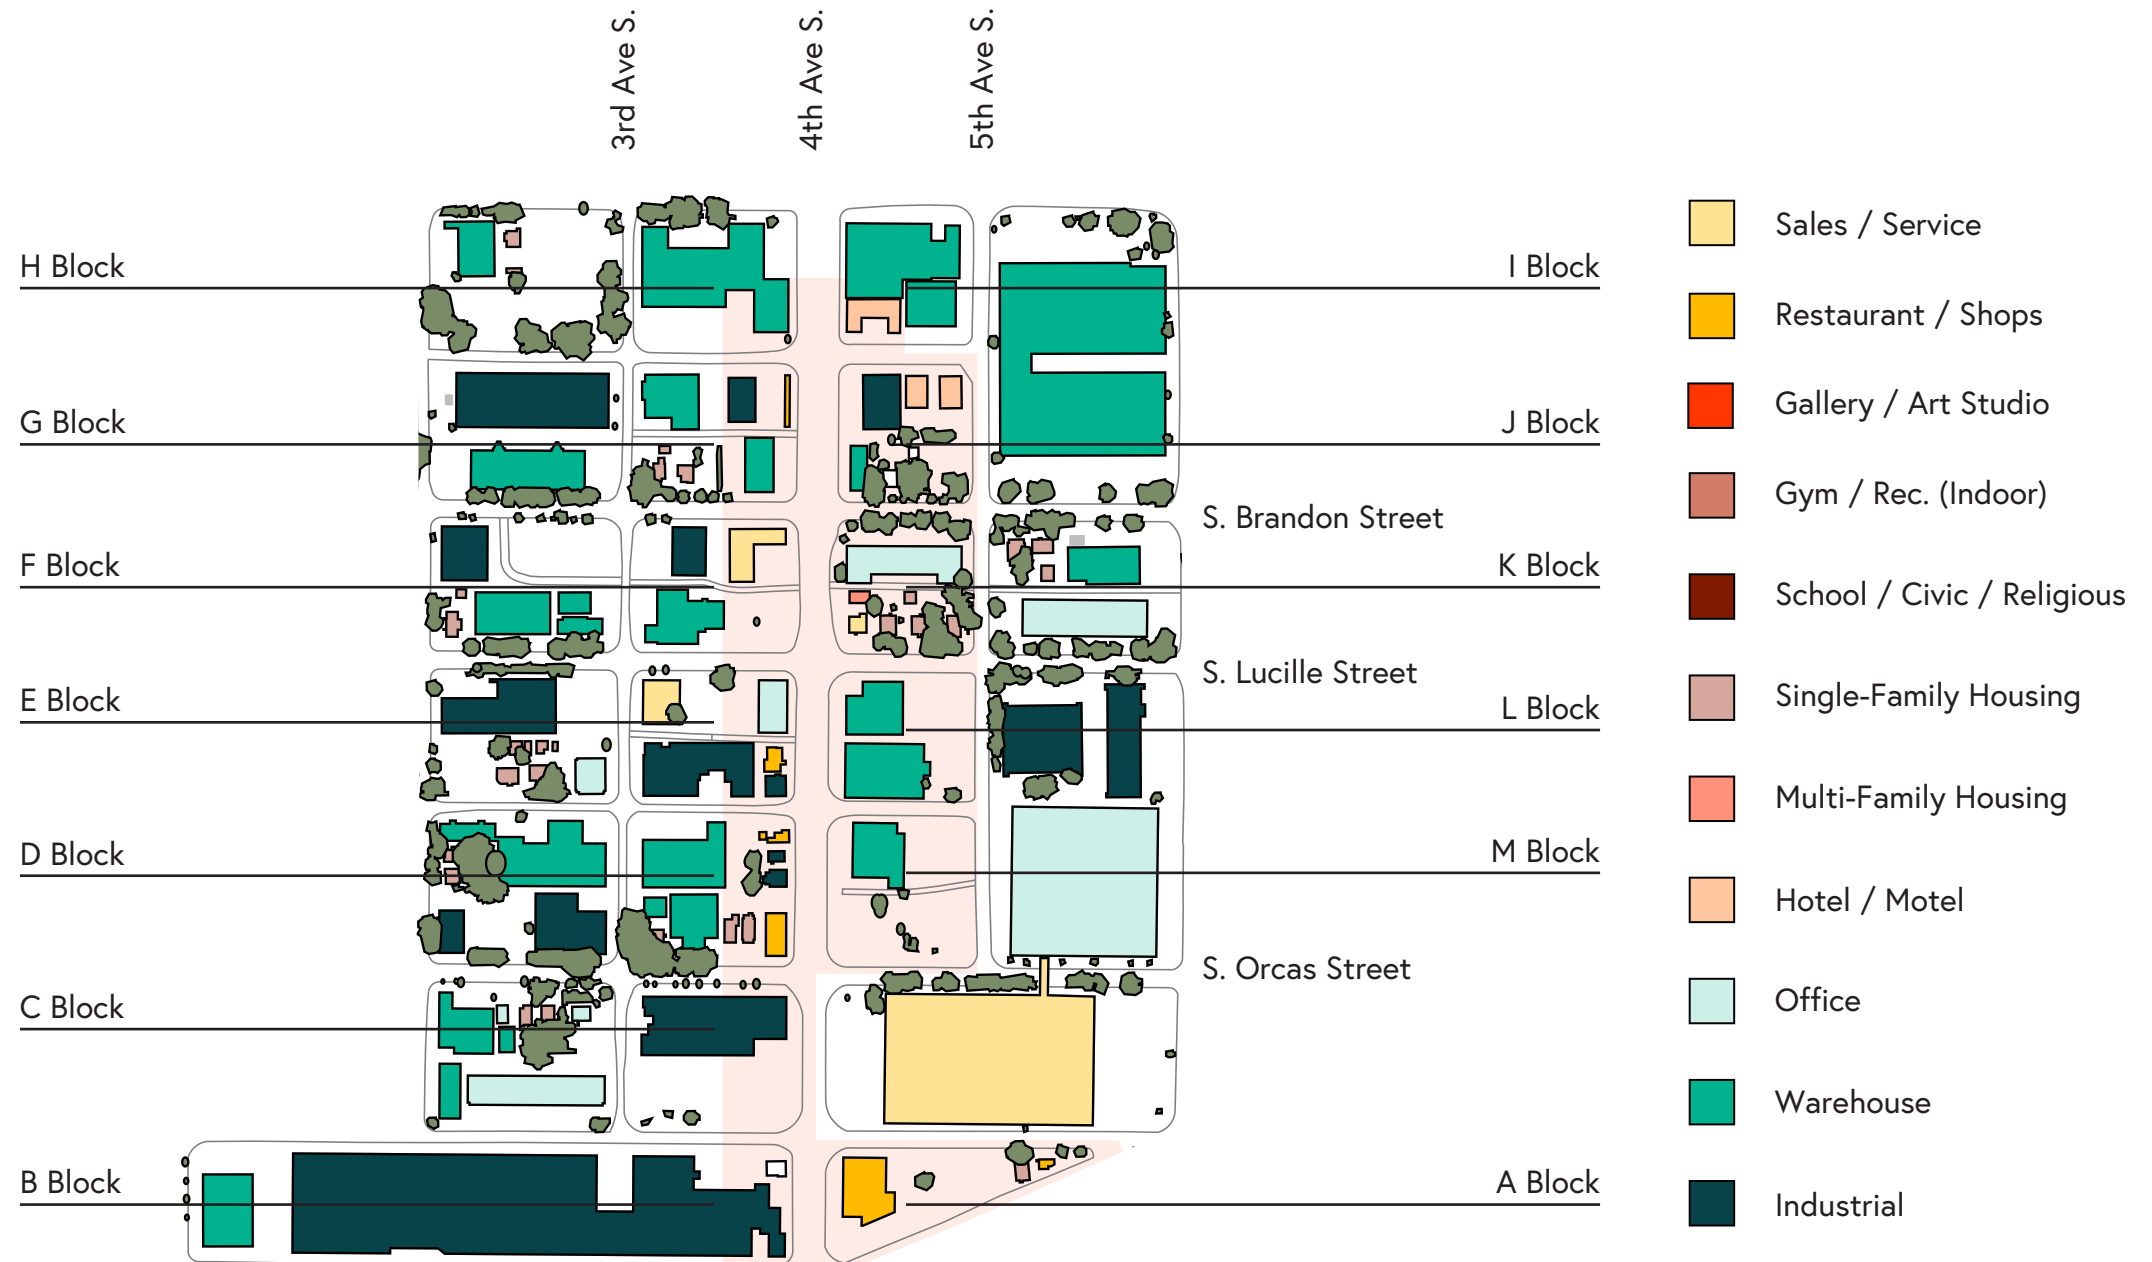 3rd Ave S.
4th Ave S.
5th Ave S.
H Block
G Block
F Block
E Block
D Block
C Block
B Block
I Block
J Block
S. Brandon Street
K Block
S. Lucille Street
L Block
M Block
S. Orcas Street
A Block
Sales / Service
Restaurant / Shops
Gallery / Art Studio
Gym / Rec. (Indoor)
School / Civic / Religious
Single-Family Housing
Multi-Family Housing
Hotel / Motel
Office
Warehouse
Industrial